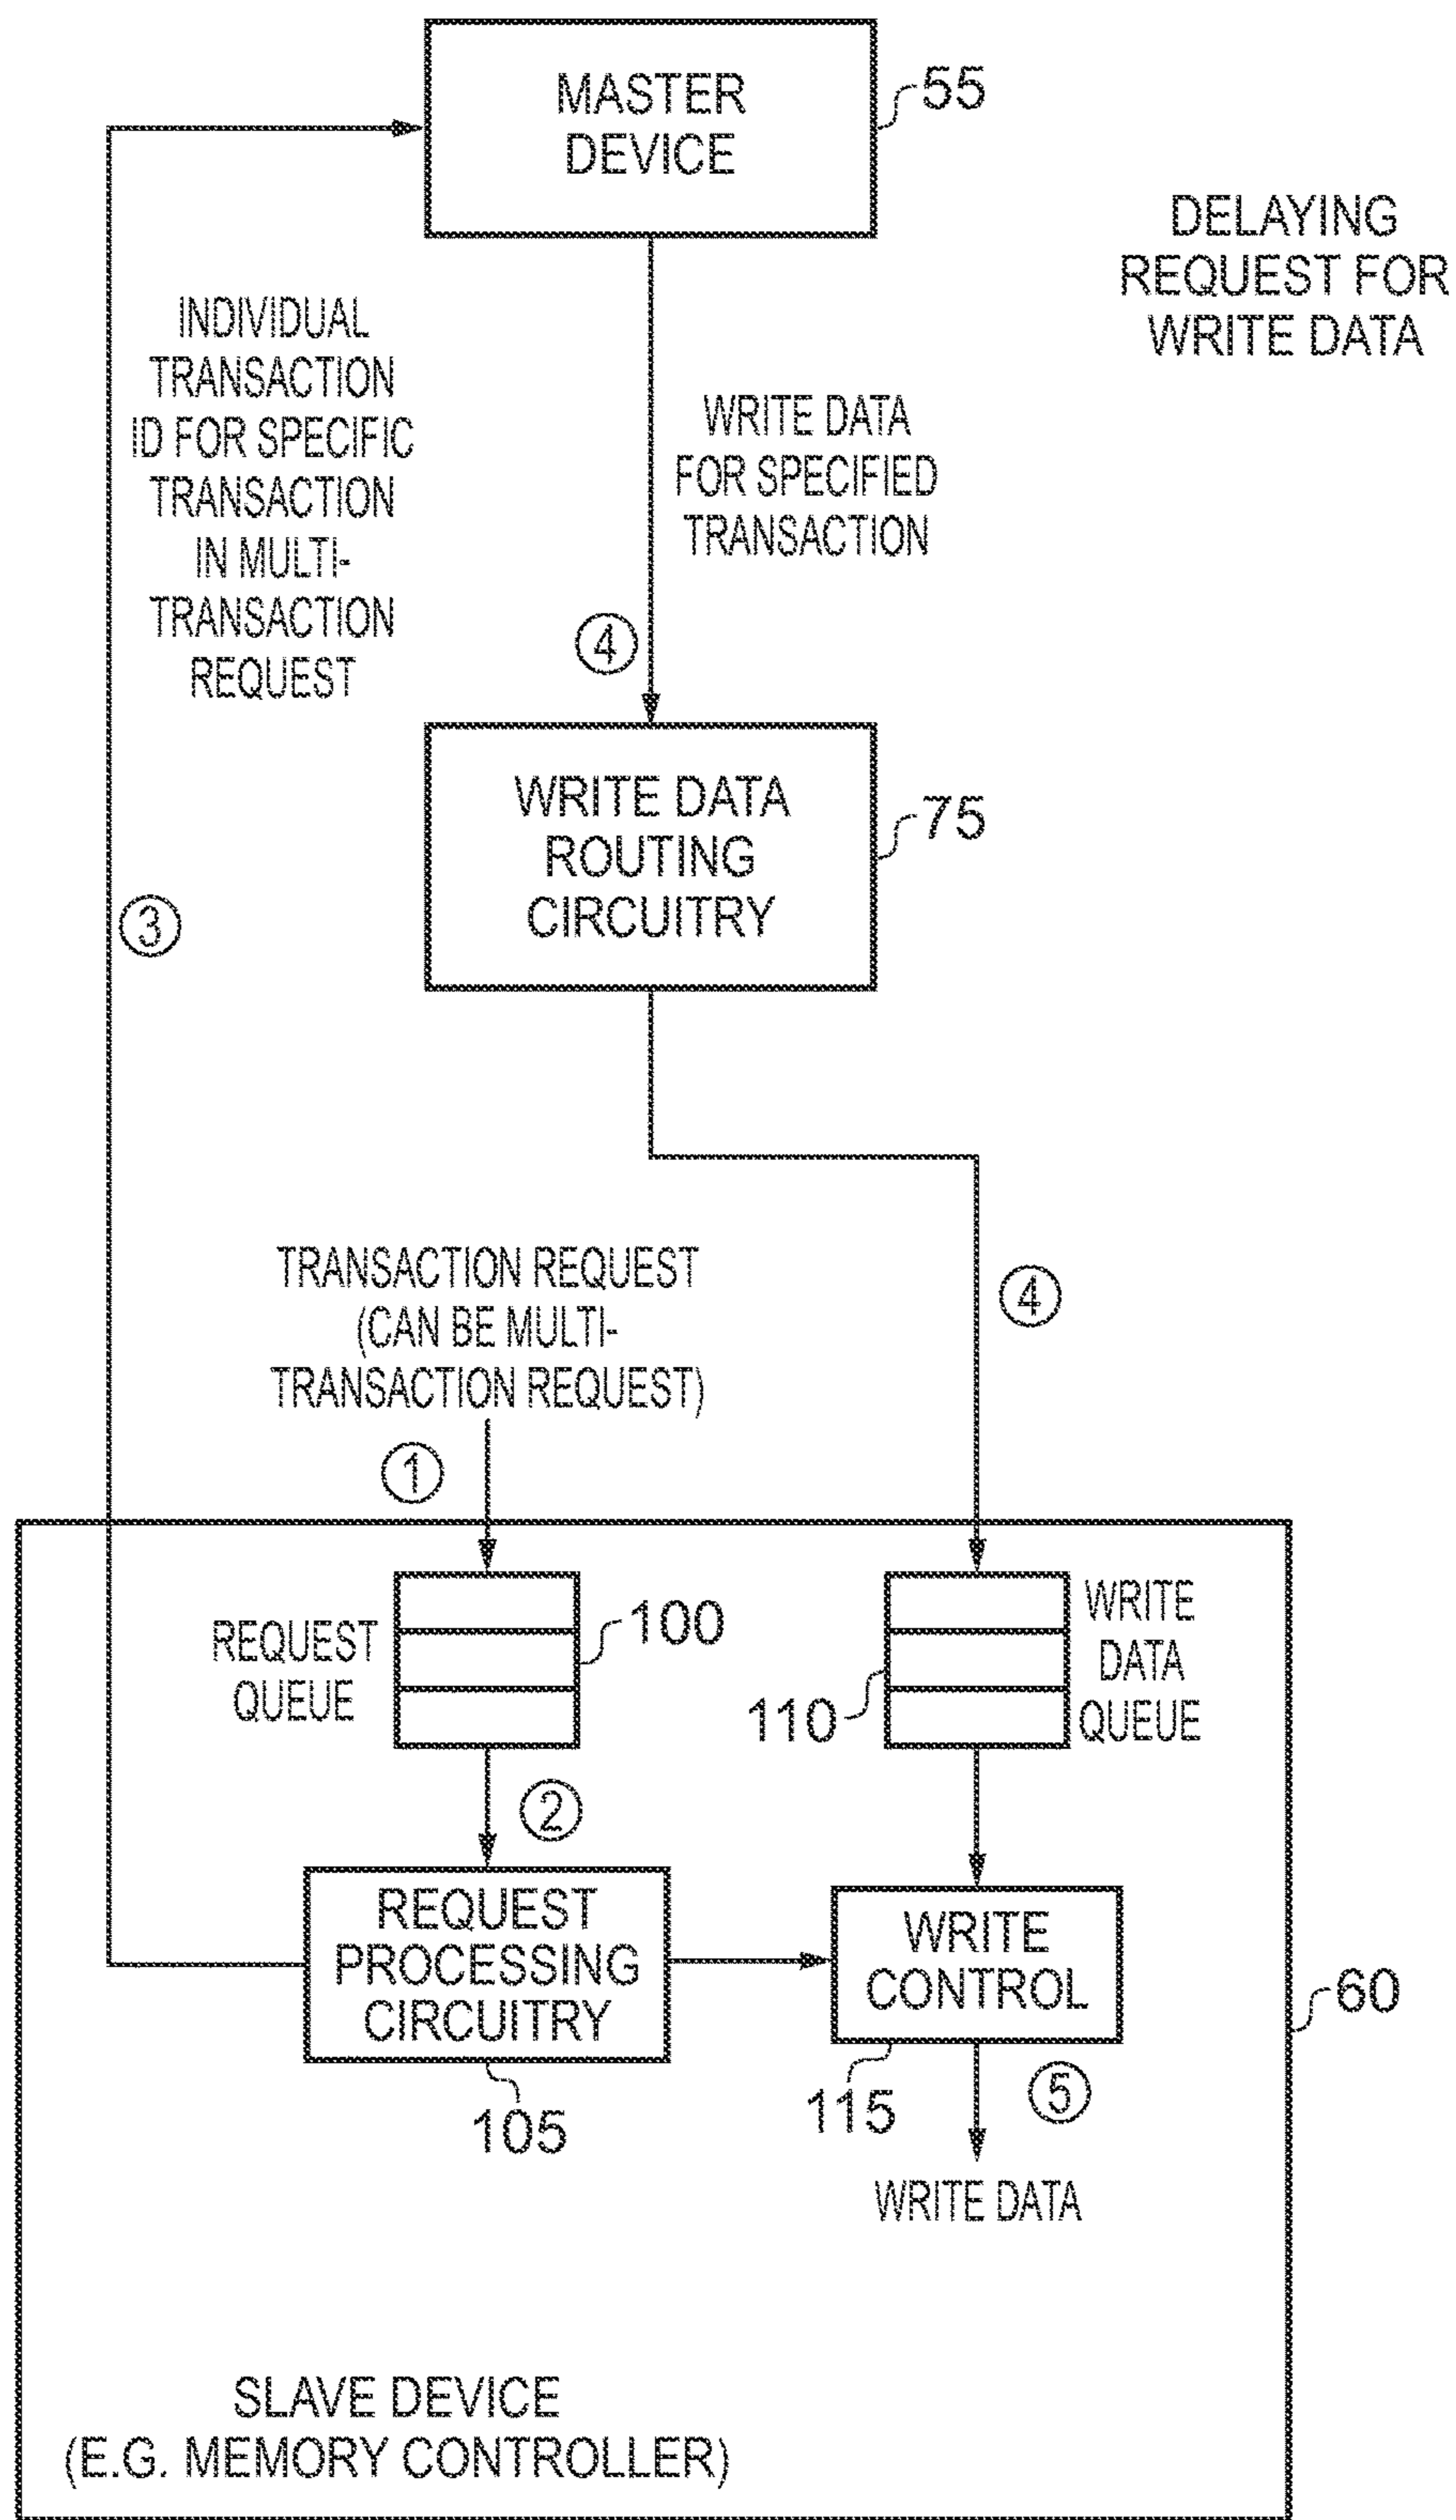 MASTER
DEVICE
55
DELAYING
REQUEST FOR
WRITE DATA
INDIVIDUAL
TRANSACTION
ID FOR SPECIFIC
TRANSACTION
IN MULTI-
TRANSACTION
REQUEST
WRITE DATA
FOR SPECIFIED
TRANSACTION
4
WRITE DATA
ROUTING
CIRCUITRY
75
3
TRANSACTION REQUEST
(CAN BE MULTI-
TRANSACTION REQUEST)
4
1
REQUEST
QUEUE
100
110
WRITE
DATA
QUEUE
2
REQUEST
PROCESSING
CIRCUITRY
105
WRITE
CONTROL
115
5
60
WRITE DATA
SLAVE DEVICE
(E.G. MEMORY CONTROLLER)